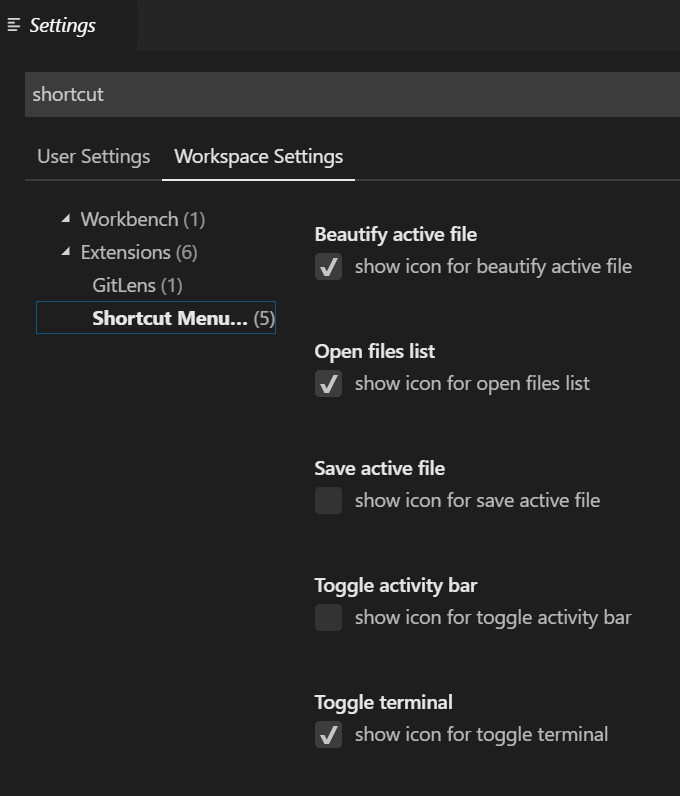 Settings
shortcut
User Settings Workspace Settings
Workbench (1)
Extensions (6)
GitLens (1)
Shortcut Menu... (5)
Beautify active file
show icon for beautify active file
Open files list
show icon for open files list
Save active file
show icon for save active file
Toggle activity bar
show icon for toggle activity bar
Toggle terminal
show icon for toggle terminal